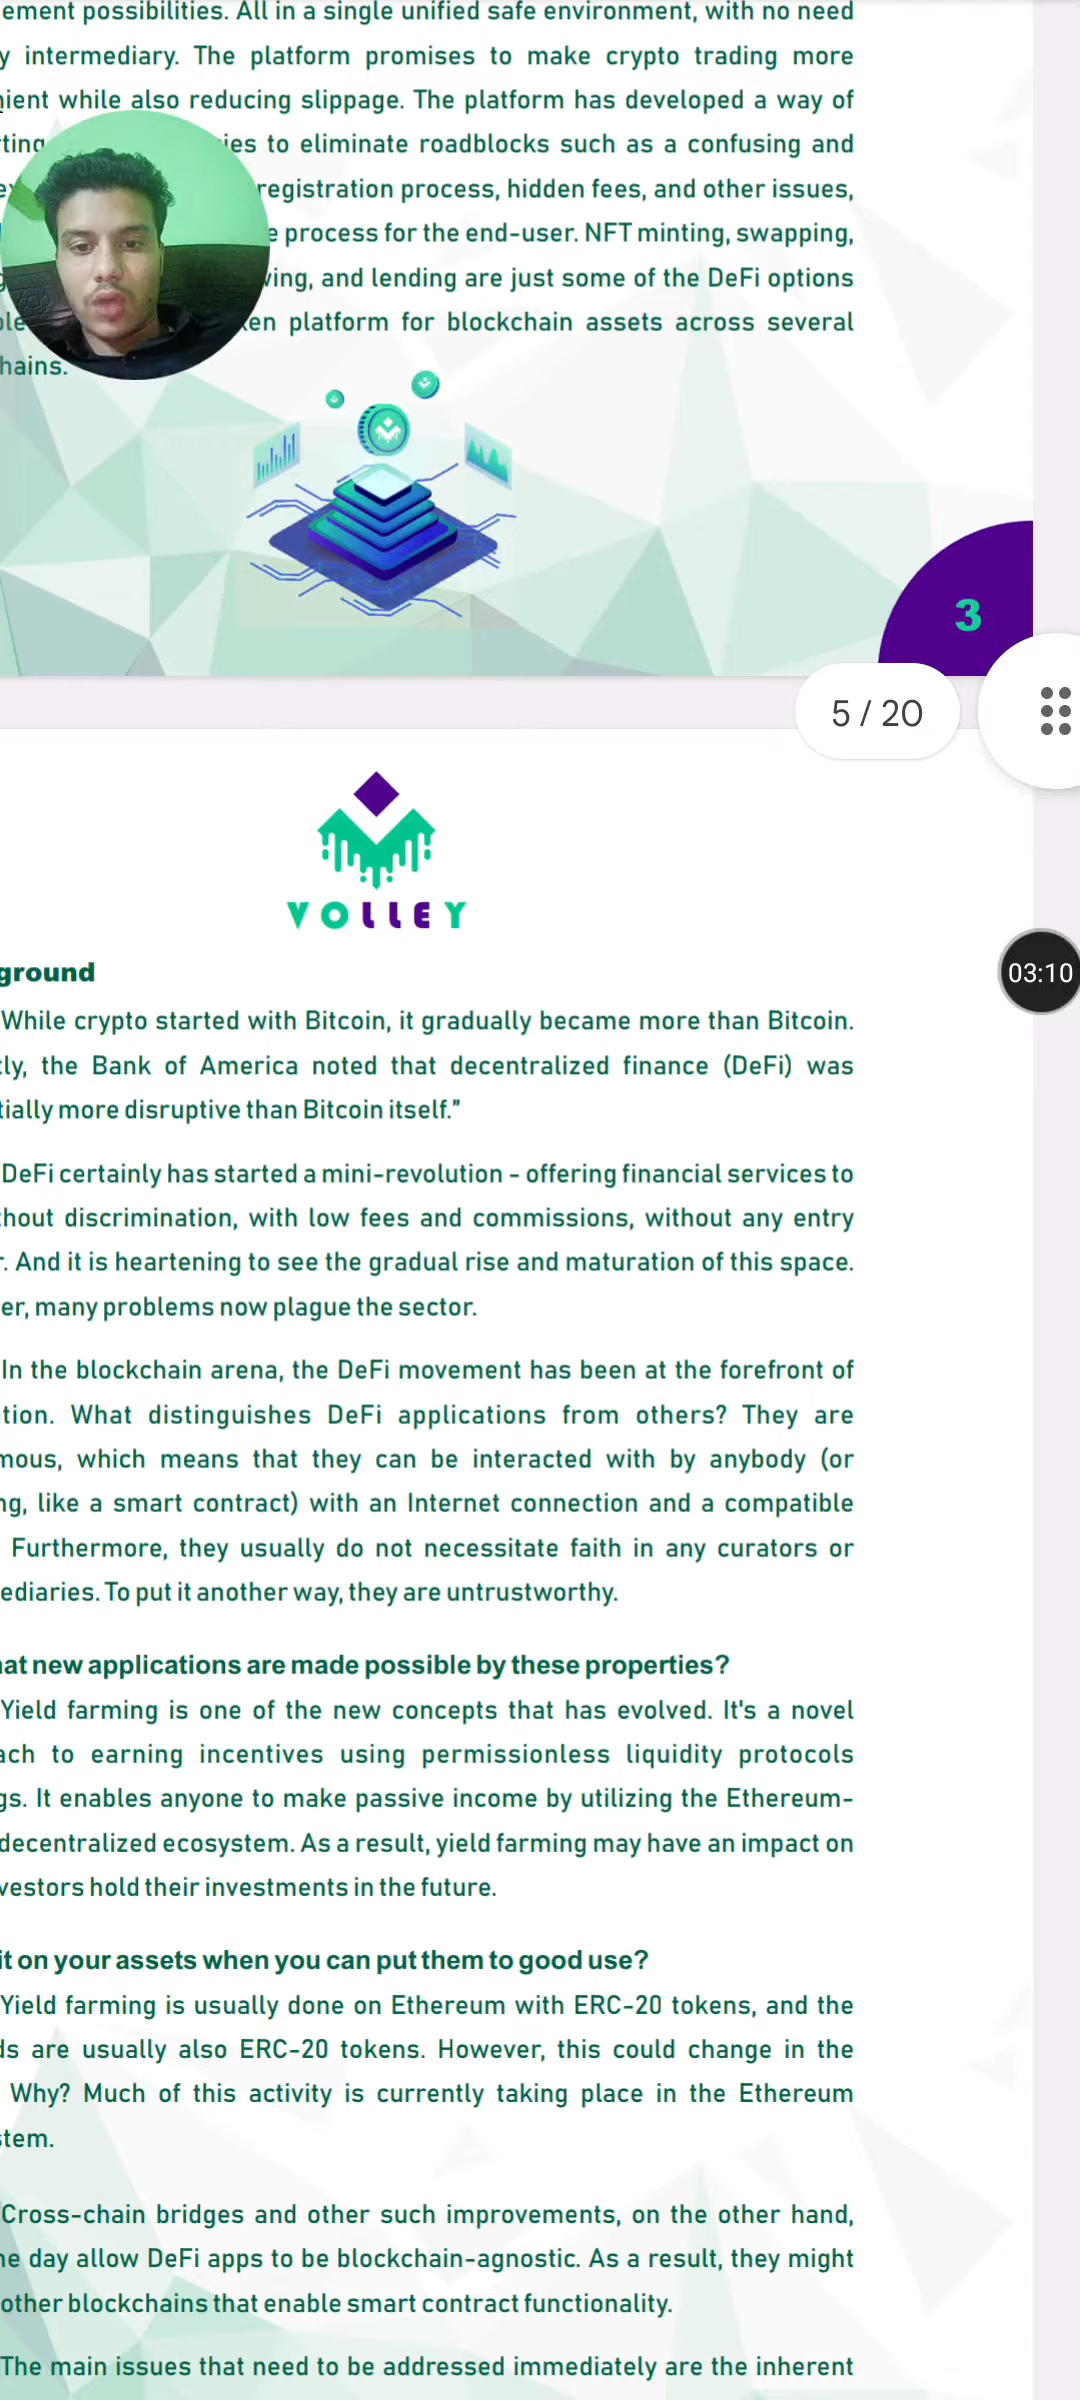 ement possibilities. All in a single unified safe environment, with no need
y intermediary. The platform promises to make crypto trading more
nient while also reducing slippage. The platform has developed a way of
rting ies to eliminate roadblocks such as a confusing and
registration process, hidden fees, and other issues,
e process for the end-user. NFT minting, swapping,
ving, and lending are just some of the DeFi options
ken platform for blockchain assets across several
hains.
3
5 / 20
VOLLEY
03:10
ground
While crypto started with Bitcoin, it gradually became more than Bitcoin.
tly, the Bank of America noted that decentralized finance (DeFi) was
tially more disruptive than Bitcoin itself."
DeFi certainly has started a mini-revolution - offering financial services to
thout discrimination, with low fees and commissions, without any entry
r. And it is heartening to see the gradual rise and maturation of this space.
er, many problems now plague the sector.
In the blockchain arena, the DeFi movement has been at the forefront of
tion. What distinguishes DeFi applications from others? They are
mous, which means that they can be interacted with by anybody (or
ng, like a smart contract) with an Internet connection and a compatible
Furthermore, they usually do not necessitate faith in any curators or
ediaries. To put it another way, they are untrustworthy.
hat new applications are made possible by these properties?
Yield farming is one of the new concepts that has evolved. It's a novel
ach to earning incentives using permissionless liquidity protocols
gs. It enables anyone to make passive income by utilizing the Ethereum-
decentralized ecosystem. As a result, yield farming may have an impact on
vestors hold their investments in the future.
it on your assets when you can put them to good use?
Yield farming is usually done on Ethereum with ERC-20 tokens, and the
ds are usually also ERC-20 tokens. However, this could change in the
Why? Much of this activity is currently taking place in the Ethereum
stem.
Cross-chain bridges and other such improvements, on the other hand,
ne day allow DeFi apps to be blockchain-agnostic. As a result, they might
other blockchains that enable smart contract functionality.
The main issues that need to be addressed immediately are the inherent